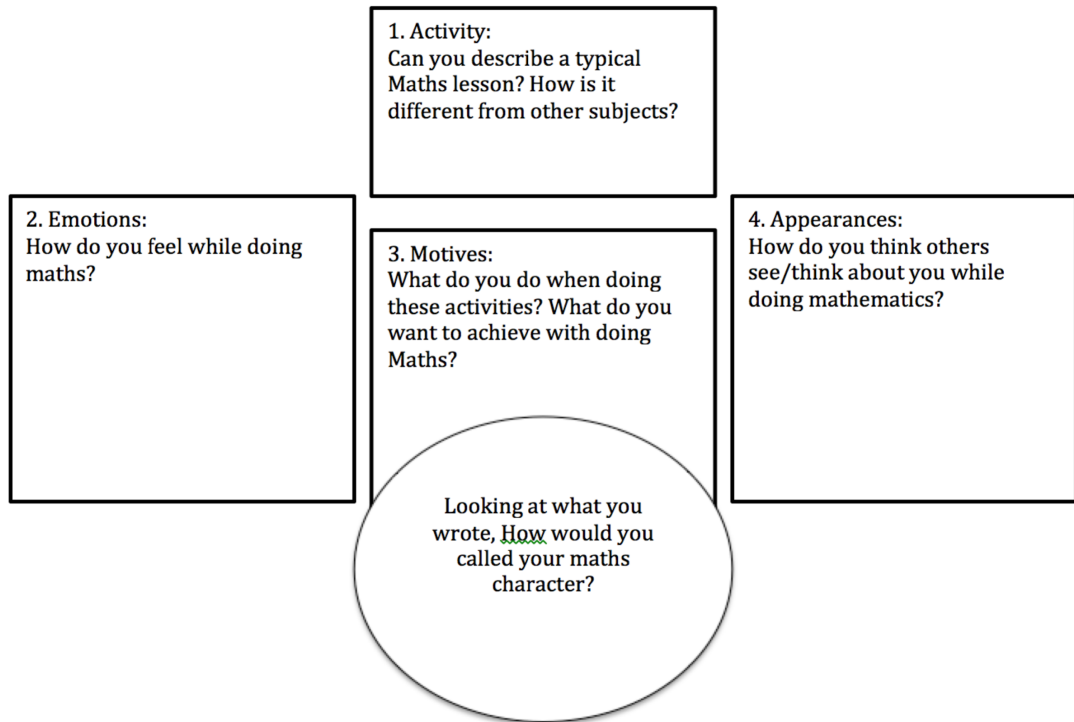 1. Activity:
Can you describe a typical
Maths lesson? How is it
different from other subjects?
2. Emotions:
How do you feel while doing
maths?
3. Motives:
What do you do when doing
these activities? What do you
want to achieve with doing
Maths?
4. Appearances:
How do you think others
see/think about you while
doing mathematics?
Looking at what you
wrote, How would you
called your maths
character?